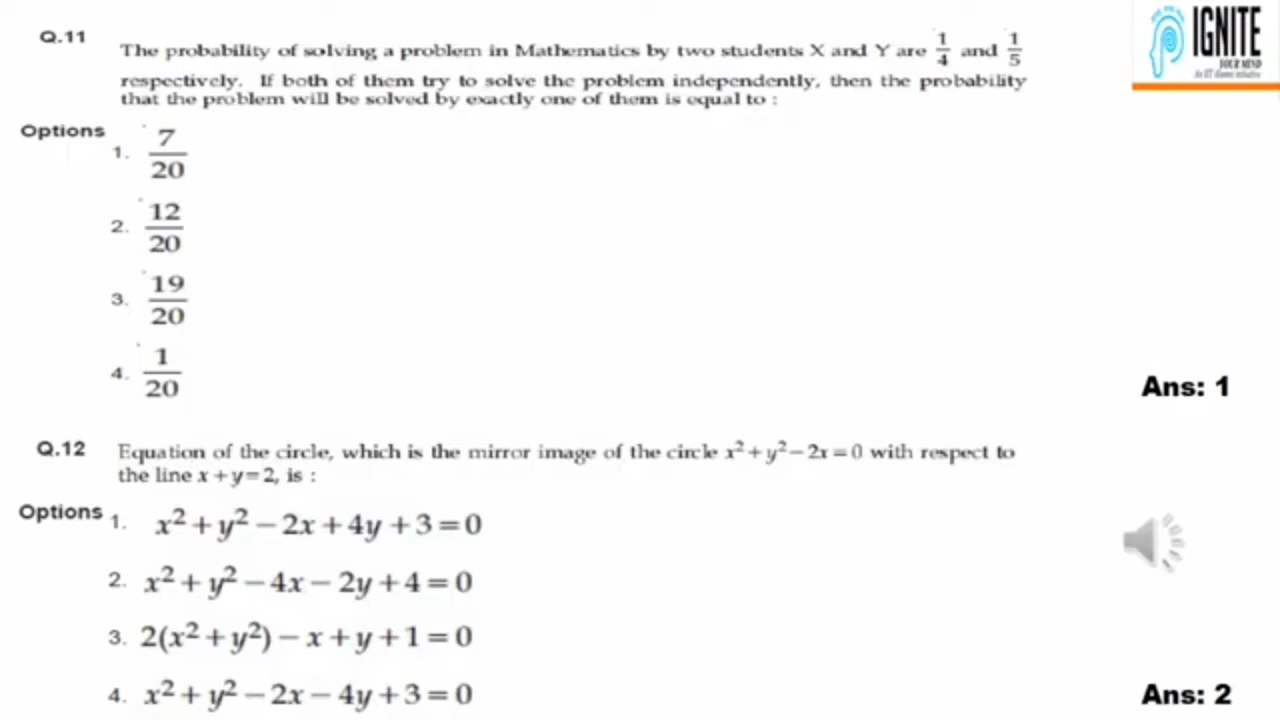 IGNITE
YOUR MIND
An IIT Alumni initiative
Q.11
The probability of solving a problem in Mathematics by two students X and Y are 1/4 and 1/5
respectively. If both of them try to solve the problem independently, then the probability
that the problem will be solved by exactly one of them is equal to :
Options
1. 7/20
2. 12/20
3. 19/20
4. 1/20
Ans: 1
Q.12 Equation of the circle, which is the mirror image of the circle x²+y²−2x=0 with respect to
the line x+y=2, is :
Options 1. x²+y²−2x+4y+3=0
2. x²+y²−4x−2y+4=0
3. 2(x²+y²)−x+y+1=0
4. x²+y²−2x−4y+3=0
Ans: 2